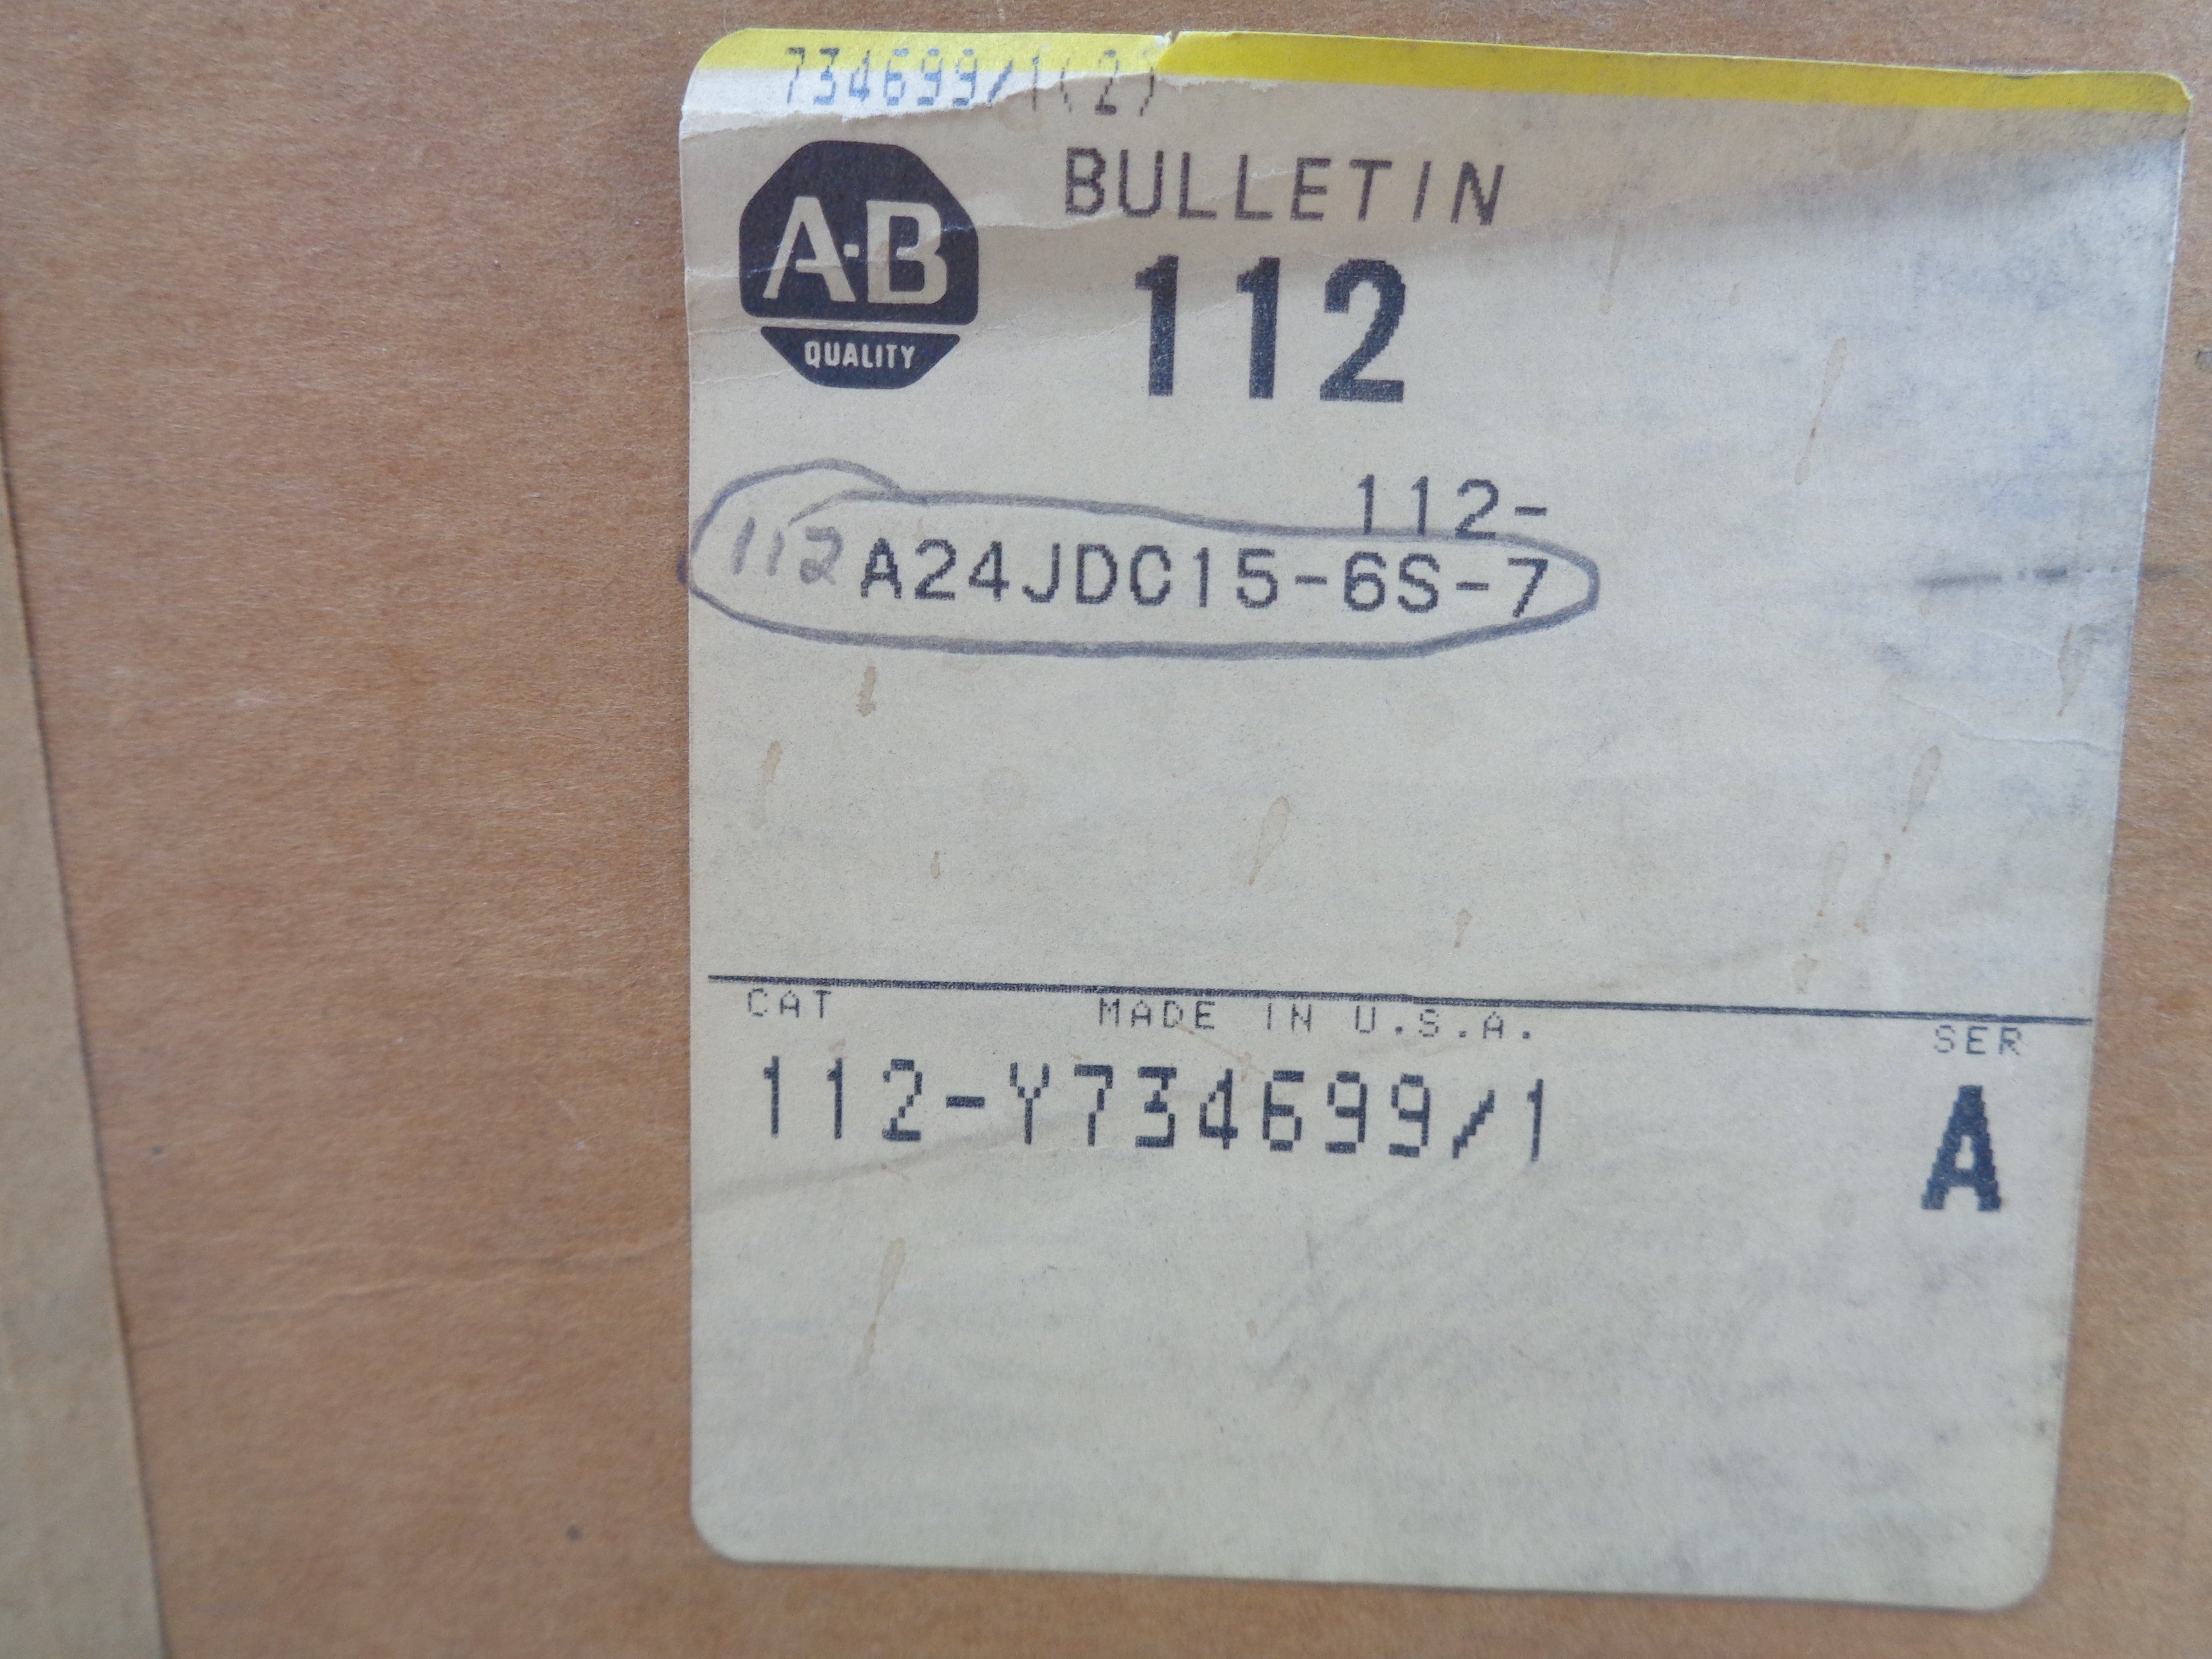 734699/1(2)
A-B
QUALITY
BULLETIN
112
112-
112 A24JDC15-6S-7
CAT MADE IN U.S.A. SER
112-Y734699/1 A